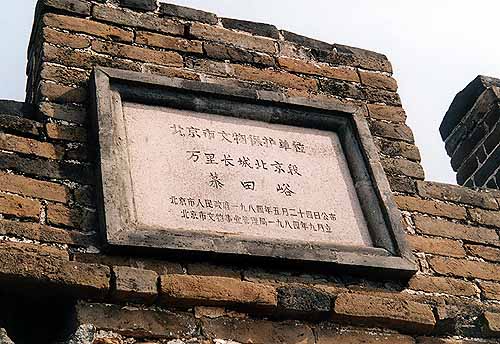 北京市文物保护单位
万里长城北京段
慕田峪
北京市人民政府一九八四年五月二十四日公布
北京市文物事业管理局一九八四年九月立